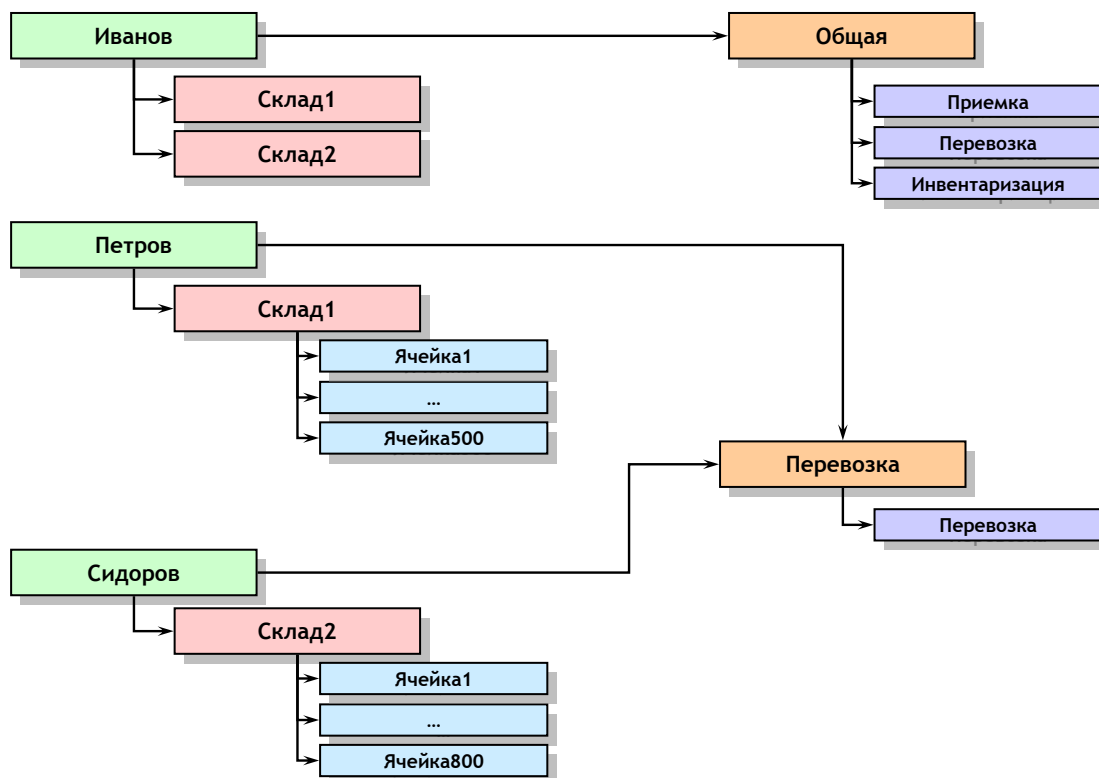 Иванов
Общая
Склад1
Приемка
Склад2
Перевозка
Инвентаризация
Петров
Склад1
Ячейка1
...
Ячейка500
Перевозка
Перевозка
Сидоров
Склад2
Ячейка1
...
Ячейка800